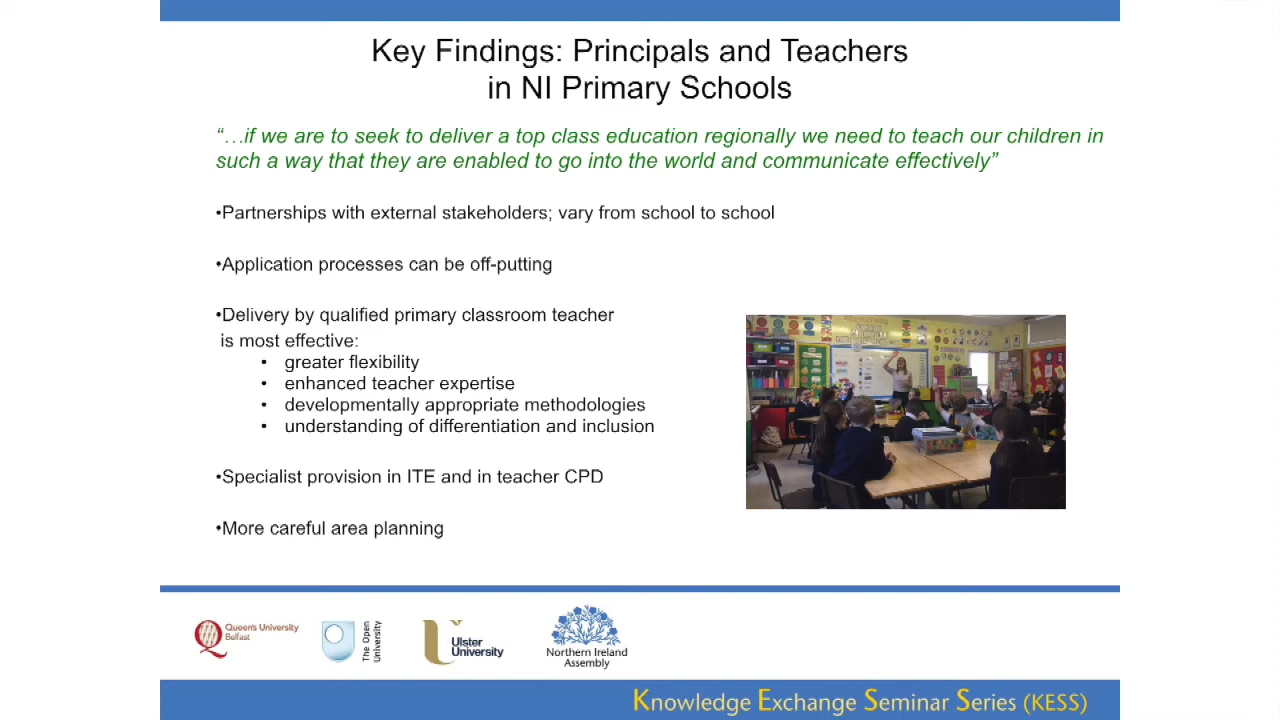 Key Findings: Principals and Teachers
in NI Primary Schools
“…if we are to seek to deliver a top class education regionally we need to teach our children in
such a way that they are enabled to go into the world and communicate effectively”
•Partnerships with external stakeholders; vary from school to school
•Application processes can be off-putting
•Delivery by qualified primary classroom teacher
is most effective:
• greater flexibility
• enhanced teacher expertise
• developmentally appropriate methodologies
• understanding of differentiation and inclusion
•Specialist provision in ITE and in teacher CPD
•More careful area planning
Queen's University
Belfast
The Open
University
Ulster
University
Northern Ireland
Assembly
Knowledge Exchange Seminar Series (KESS)